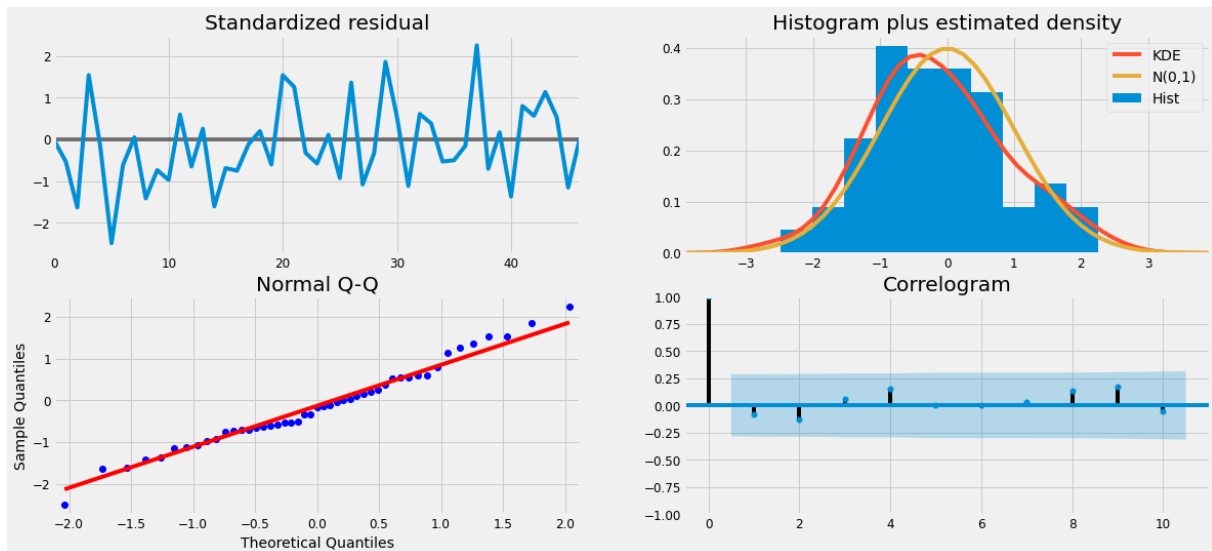 Standardized residual
2
1
0
−1
−2
0 10 20 30 40
Histogram plus estimated density
0.4
0.3
0.2
0.1
0.0
KDE
N(0,1)
Hist
−3 −2 −1 0 1 2 3
Normal Q-Q
Sample Quantiles
2
1
0
−1
−2
−2.0 −1.5 −1.0 −0.5 0.0 0.5 1.0 1.5 2.0
Theoretical Quantiles
Correlogram
1.00
0.75
0.50
0.25
0.00
−0.25
−0.50
−0.75
−1.00
0 2 4 6 8 10